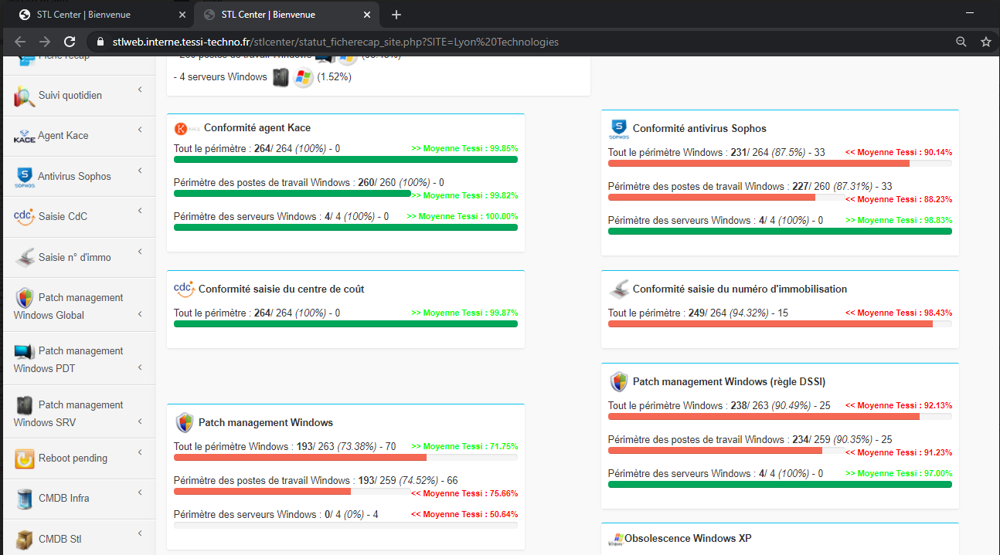 STL Center | Bienvenue
STL Center | Bienvenue
stlweb.interne.tessi-techno.fr/stlcenter/statut_ficherecap_site.php?SITE=Lyon%20Technologies
Fiche récap
Suivi quotidien
KACE Agent Kace
SOPHOS Antivirus Sophos
cdc Saisie CdC
Saisie n° d'immo
Patch management
Windows Global
Patch management
Windows PDT
Patch management
Windows SRV
Reboot pending
CMDB Infra
CMDB Stl
- 260 postes de travail Windows (98.48%)
- 4 serveurs Windows (1.52%)
Conformité agent Kace
Tout le périmètre : 264/ 264 (100%) - 0 >> Moyenne Tessi : 99.85%
Périmètre des postes de travail Windows : 260/ 260 (100%) - 0
>> Moyenne Tessi : 99.82%
Périmètre des serveurs Windows : 4/ 4 (100%) - 0 >> Moyenne Tessi : 100.00%
SOPHOS Conformité antivirus Sophos
Tout le périmètre Windows : 231/ 264 (87.5%) - 33 << Moyenne Tessi : 90.14%
Périmètre des postes de travail Windows : 227/ 260 (87.31%) - 33
<< Moyenne Tessi : 88.23%
Périmètre des serveurs Windows : 4/ 4 (100%) - 0 >> Moyenne Tessi : 98.83%
cdc Conformité saisie du centre de coût
Tout le périmètre : 264/ 264 (100%) - 0 >> Moyenne Tessi : 99.87%
Conformité saisie du numéro d'immobilisation
Tout le périmètre : 249/ 264 (94.32%) - 15 << Moyenne Tessi : 98.43%
Patch management Windows
Tout le périmètre Windows : 193/ 263 (73.38%) - 70 >> Moyenne Tessi : 71.75%
Périmètre des postes de travail Windows : 193/ 259 (74.52%) - 66
<< Moyenne Tessi : 75.66%
Périmètre des serveurs Windows : 0/ 4 (0%) - 4 << Moyenne Tessi : 50.64%
Patch management Windows (règle DSSI)
Tout le périmètre Windows : 238/ 263 (90.49%) - 25 << Moyenne Tessi : 92.13%
Périmètre des postes de travail Windows : 234/ 259 (90.35%) - 25
<< Moyenne Tessi : 91.23%
Périmètre des serveurs Windows : 4/ 4 (100%) - 0 >> Moyenne Tessi : 97.00%
Obsolescence Windows XP